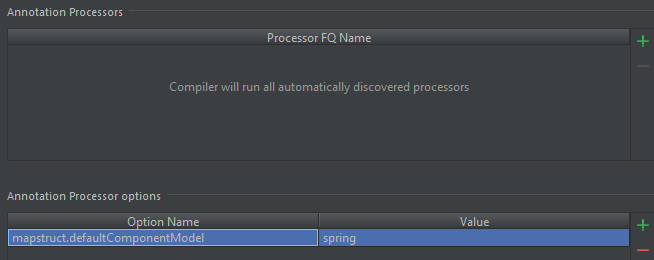 Annotation Processors
Processor FQ Name
Compiler will run all automatically discovered processors
Annotation Processor options
Option Name Value
mapstruct.defaultComponentModel spring